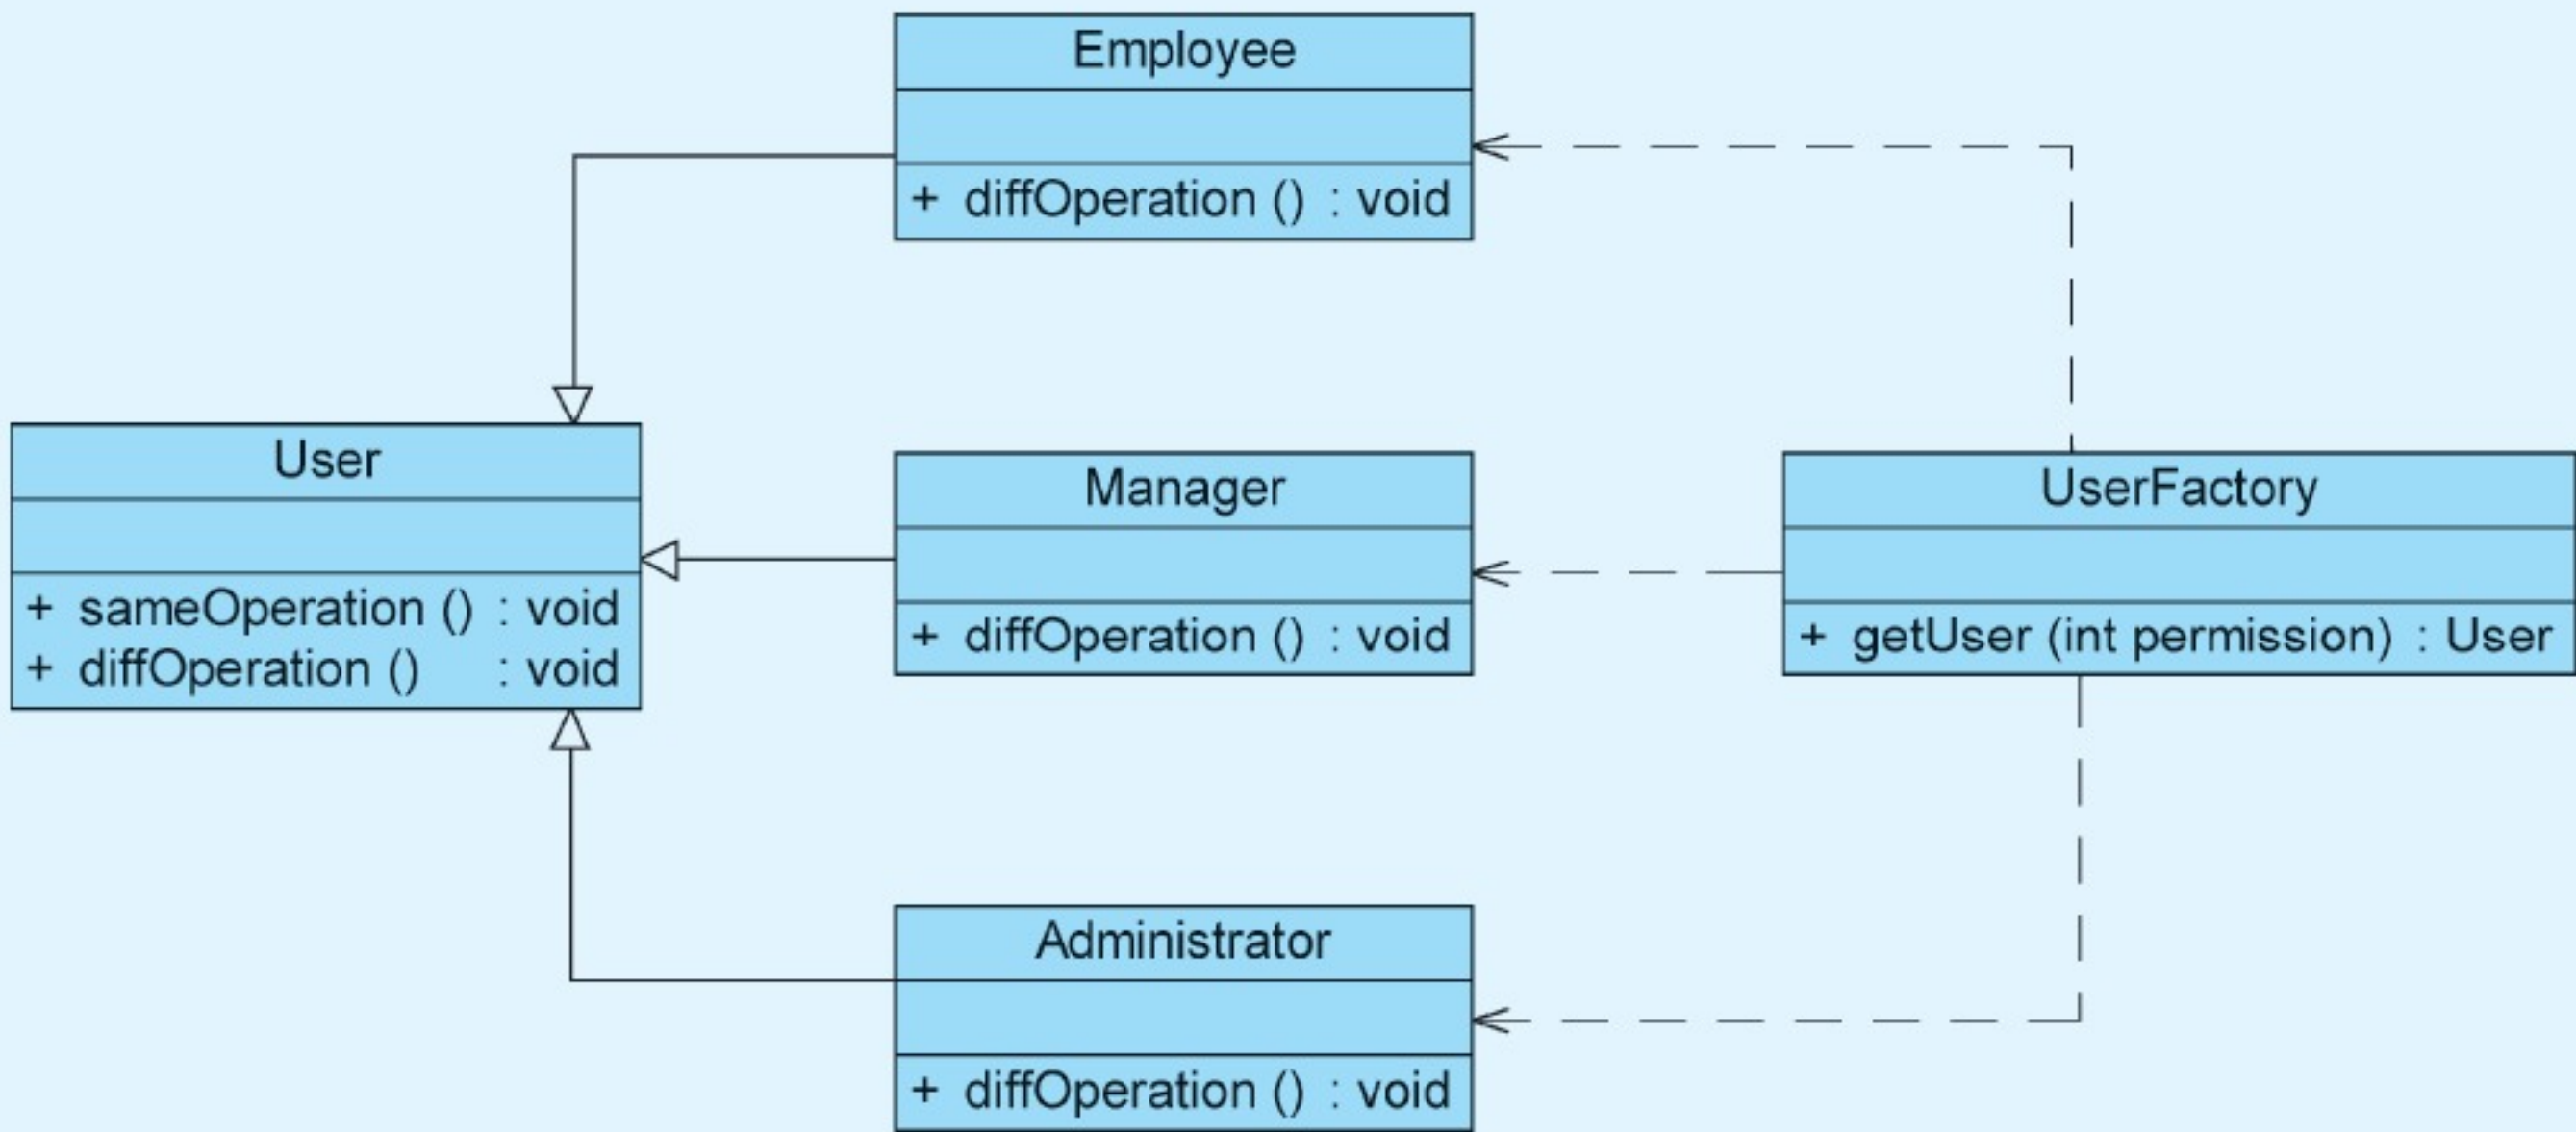 Employee
+ diffOperation () : void
User
+ sameOperation () : void
+ diffOperation () : void
Manager
+ diffOperation () : void
UserFactory
+ getUser (int permission) : User
Administrator
+ diffOperation () : void